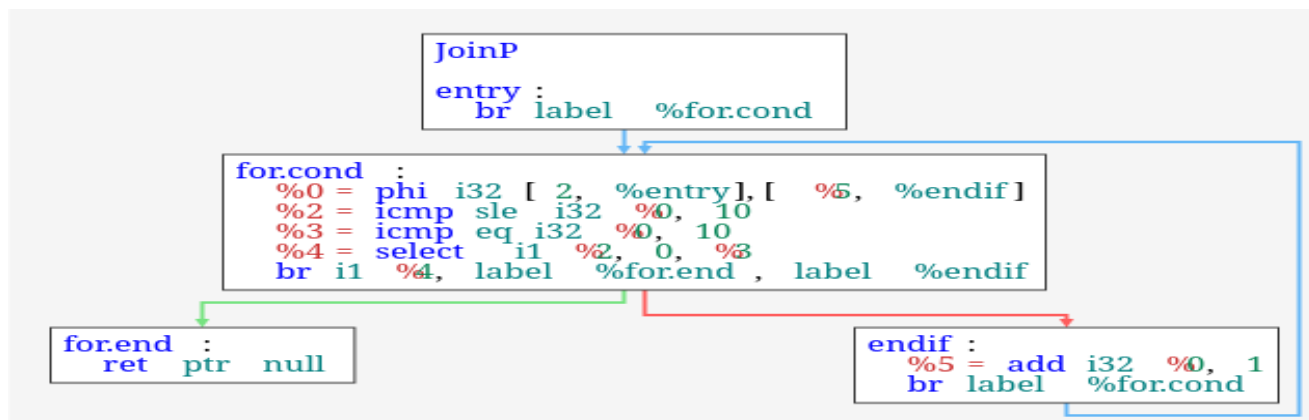 JoinP
entry :
br label %for.cond
for.cond :
%0 = phi i32 [ 2, %entry],[ %5, %endif]
%2 = icmp sle i32 %0, 10
%3 = icmp eq i32 %0, 10
%4 = select i1 %2, 0, %3
br i1 %4, label %for.end , label %endif
for.end :
ret ptr null
endif :
%5 = add i32 %0, 1
br label %for.cond